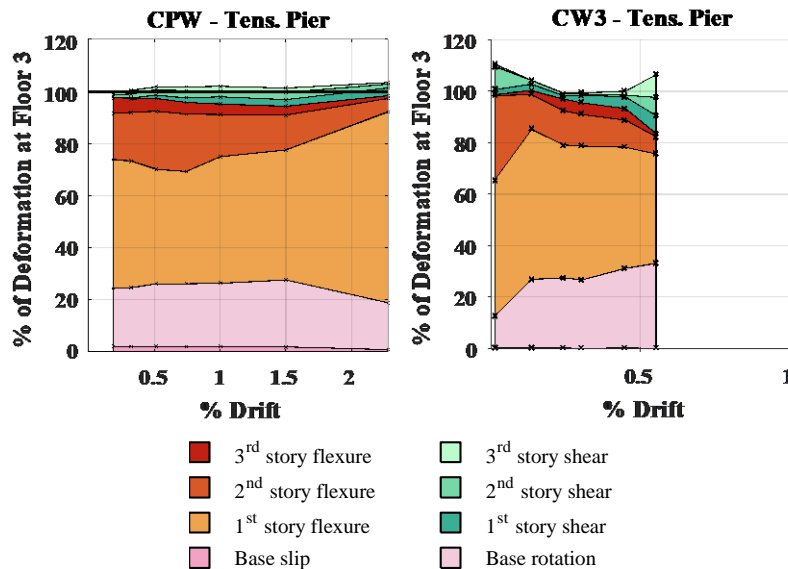 CPW - Tens. Pier
CW3 - Tens. Pier
% of Deformation at Floor 3
120
100
80
60
40
20
0
0.5
1
1.5
2
% Drift
% of Deformation at Floor 3
120
100
80
60
40
20
0
0.5
1
% Drift
3rd story flexure
2nd story flexure
1st story flexure
Base slip
3rd story shear
2nd story shear
1st story shear
Base rotation